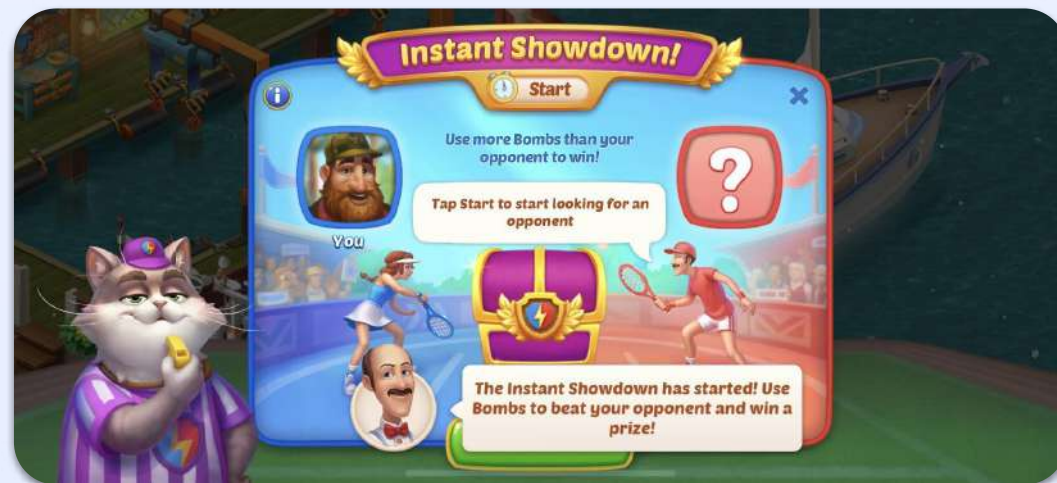 Instant Showdown!
Start
Use more Bombs than your
opponent to win!
Tap Start to start looking for an
opponent
You
The Instant Showdown has started! Use
Bombs to beat your opponent and win a
prize!